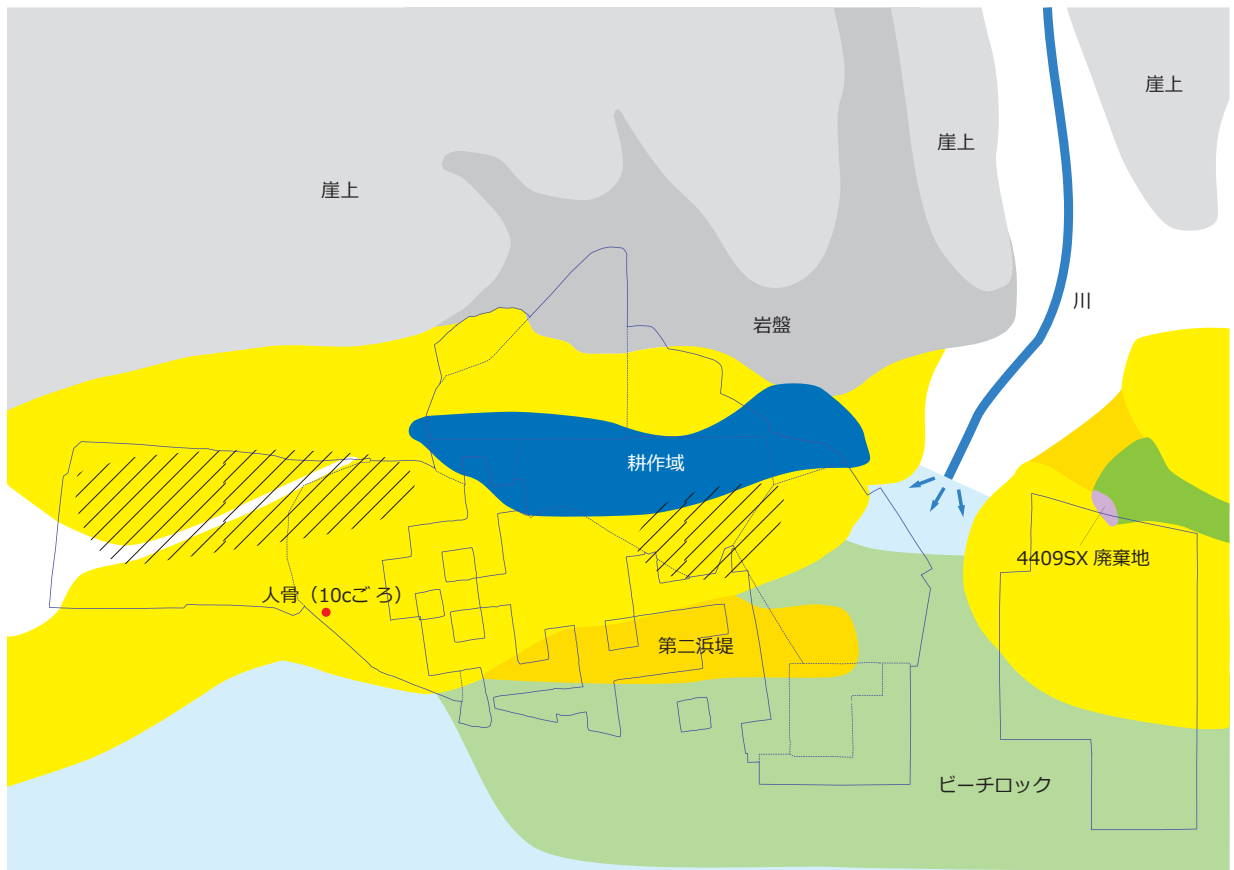 崖上
崖上
崖上
川
岩盤
耕作域
4409SX 廃棄地
人骨（10cごろ）
第二浜堤
ビーチロック